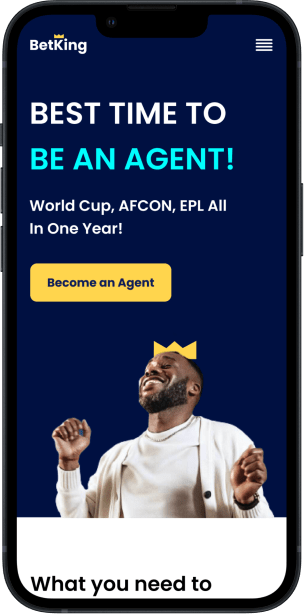 BetKing
BEST TIME TO
BE AN AGENT!
World Cup, AFCON, EPL All
In One Year!
Become an Agent
What you need to